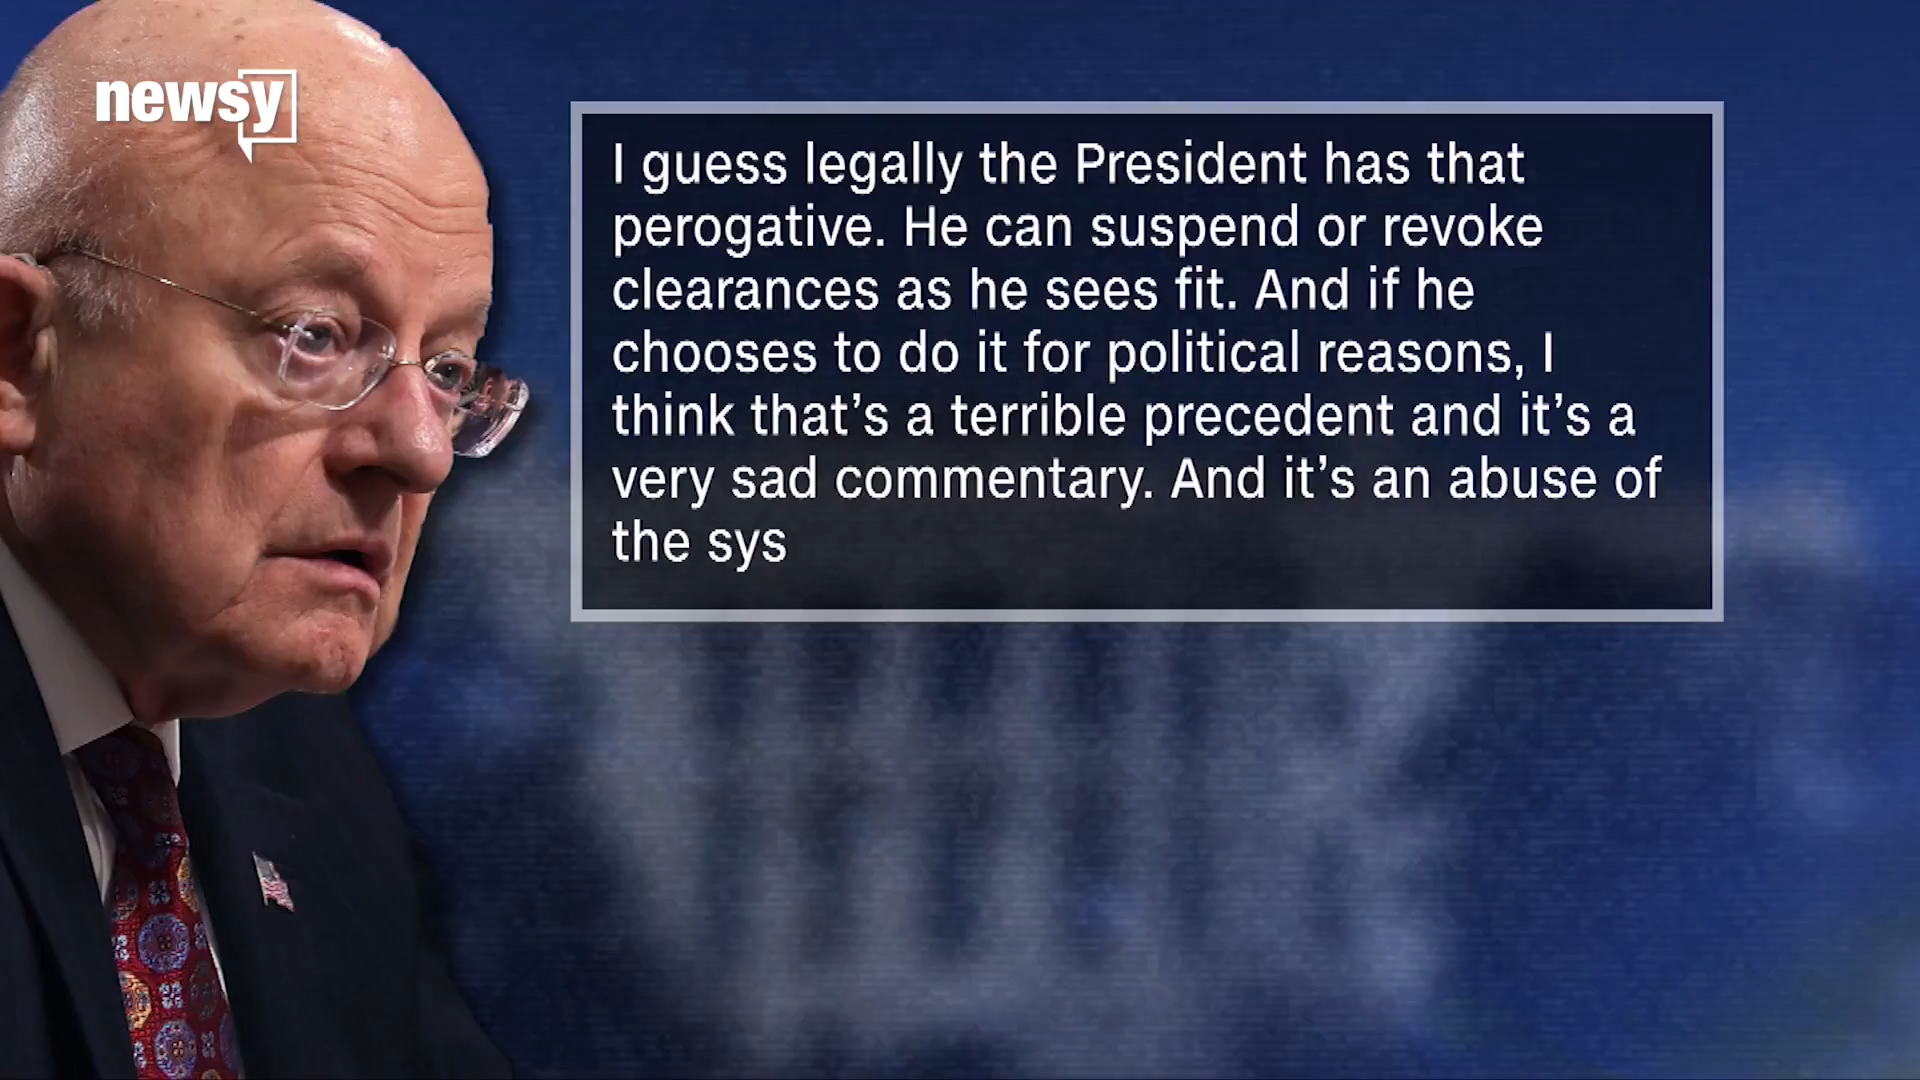 newsy
I guess legally the President has that
perogative. He can suspend or revoke
clearances as he sees fit. And if he
chooses to do it for political reasons, I
think that’s a terrible precedent and it’s a
very sad commentary. And it’s an abuse of
the sys